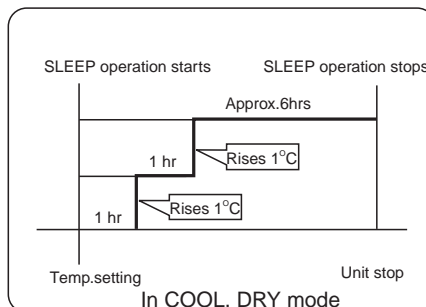 SLEEP operation starts
SLEEP operation stops
Approx.6hrs
1 hr
Rises 1°C
1 hr
Rises 1°C
Temp.setting
Unit stop
In COOL, DRY mode